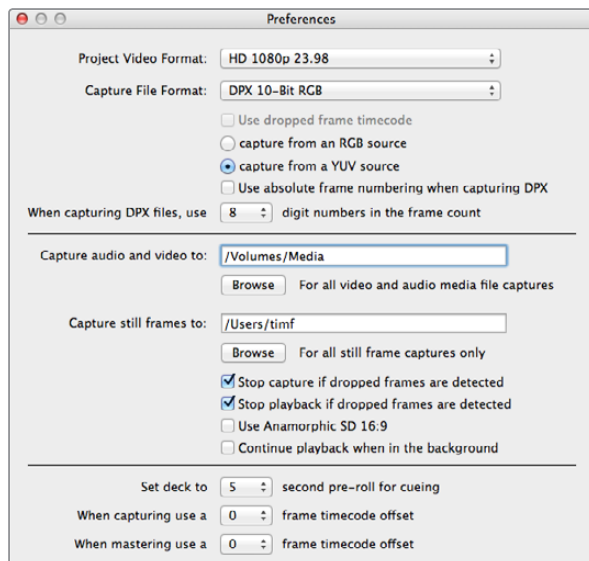 Preferences
Project Video Format: HD 1080p 23.98
Capture File Format: DPX 10-Bit RGB
Use dropped frame timecode
capture from an RGB source
capture from a YUV source
Use absolute frame numbering when capturing DPX
When capturing DPX files, use 8 digit numbers in the frame count
Capture audio and video to: /Volumes/Media
Browse For all video and audio media file captures
Capture still frames to: /Users/timf
Browse For all still frame captures only
Stop capture if dropped frames are detected
Stop playback if dropped frames are detected
Use Anamorphic SD 16:9
Continue playback when in the background
Set deck to 5 second pre-roll for cueing
When capturing use a 0 frame timecode offset
When mastering use a 0 frame timecode offset